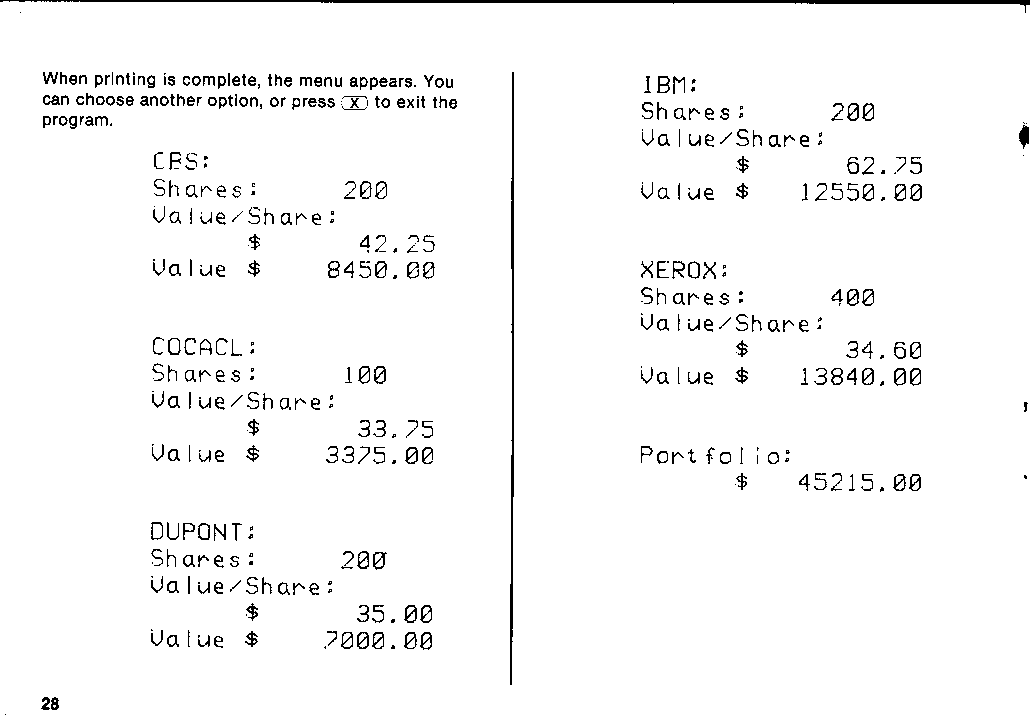 When printing is complete, the menu appears. You
can choose another option, or press X to exit the
program.
CBS:
Shares: 200
Value/Share:
$ 42.25
Value $ 8450.00
COCACL:
Shares: 100
Value/Share:
$ 33.75
Value $ 3375.00
DUPONT:
Shares: 200
Value/Share:
$ 35.00
Value $ 7000.00
28
IBM:
Shares: 200
Value/Share:
$ 62.75
Value $ 12550.00
XEROX:
Shares: 400
Value/Share:
$ 34.60
Value $ 13840.00
Portfolio:
$ 45215.00